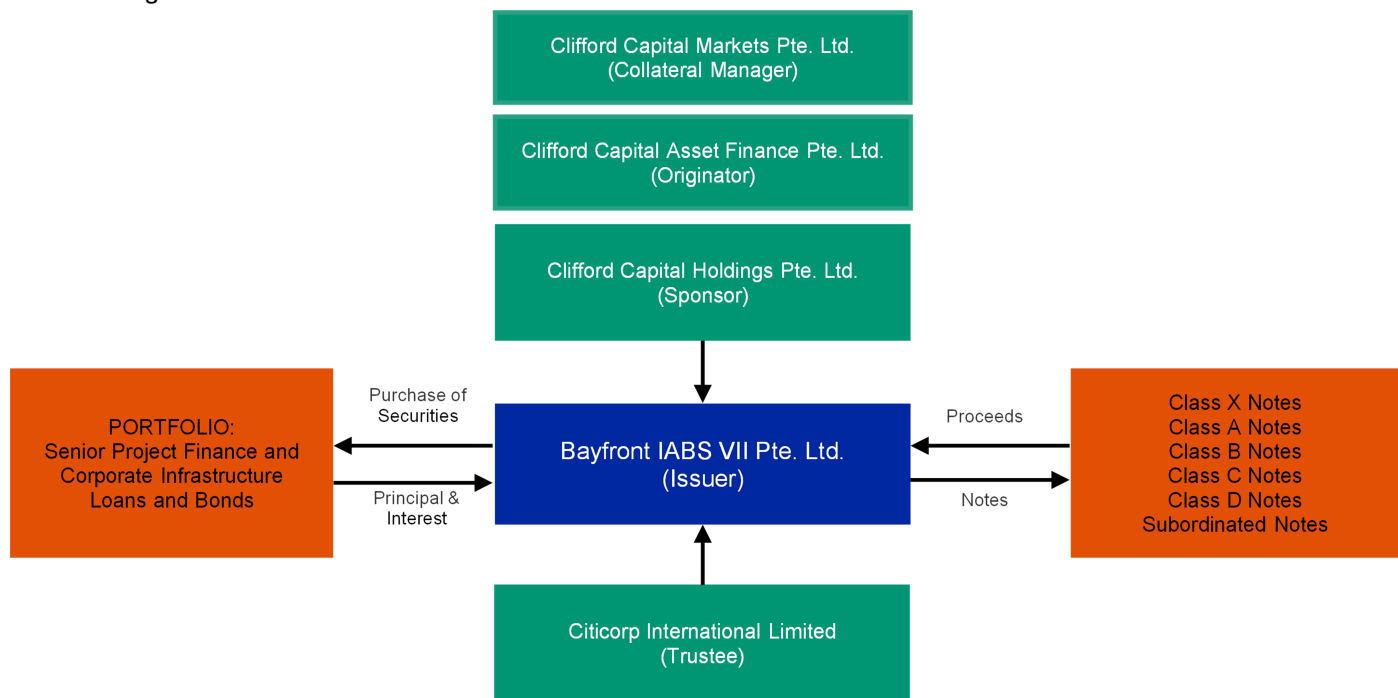 Clifford Capital Markets Pte. Ltd.
(Collateral Manager)
Clifford Capital Asset Finance Pte. Ltd.
(Originator)
Clifford Capital Holdings Pte. Ltd.
(Sponsor)
PORTFOLIO:
Senior Project Finance and
Corporate Infrastructure
Loans and Bonds
Purchase of
Securities
Principal &
Interest
Bayfront IABS VII Pte. Ltd.
(Issuer)
Proceeds
Notes
Class X Notes
Class A Notes
Class B Notes
Class C Notes
Class D Notes
Subordinated Notes
Citicorp International Limited
(Trustee)